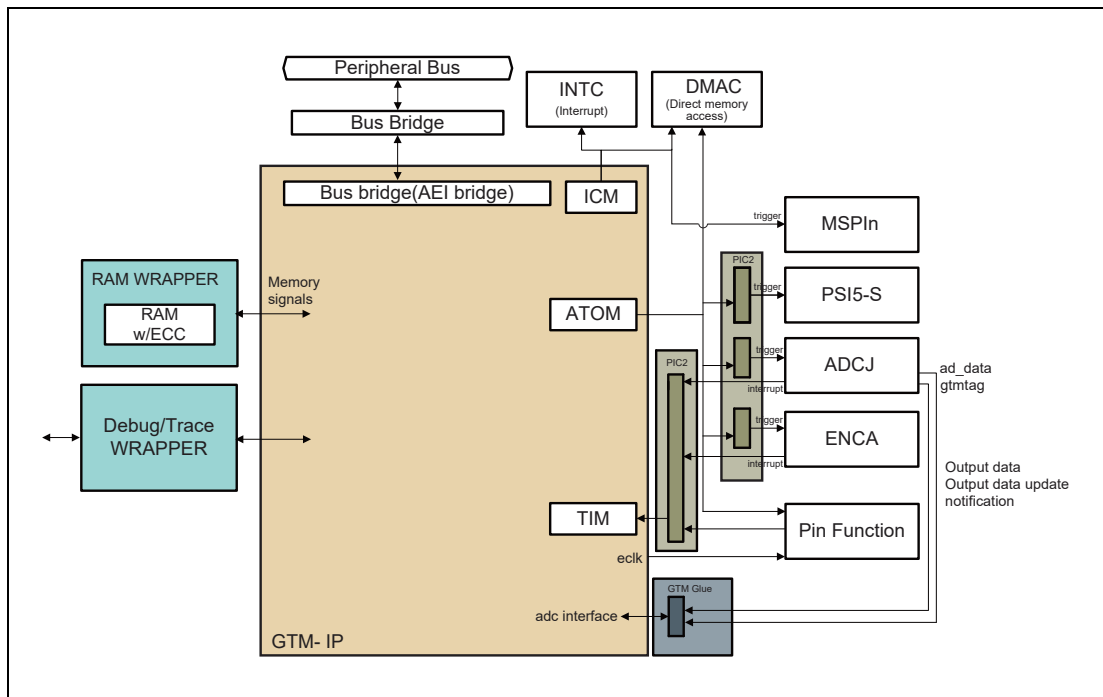 Peripheral Bus
Bus Bridge
INTC
(Interrupt)
DMAC
(Direct memory
access)
Bus bridge(AEI bridge)
ICM
trigger
MSPIn
RAM WRAPPER
RAM
w/ECC
Memory
signals
PIC2
trigger
PSI5-S
ATOM
PIC2
trigger
ADCJ
interrupt
ad_data
gtmtag
Debug/Trace
WRAPPER
trigger
ENCA
interrupt
Output data
Output data update
notification
TIM
Pin Function
eclk
GTM Glue
adc interface
GTM- IP